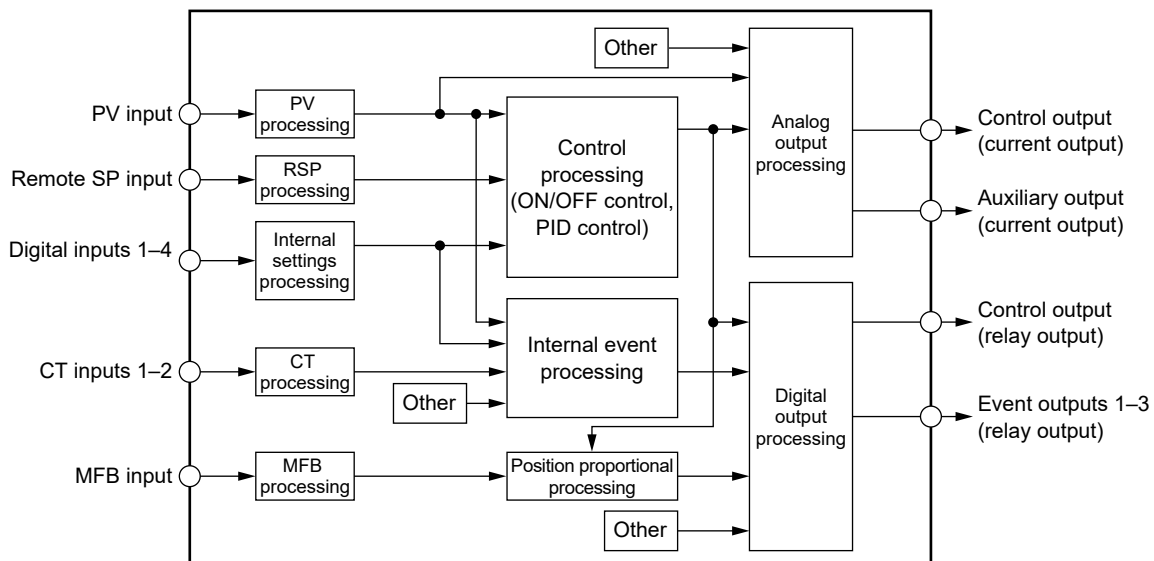 PV input
Remote SP input
Digital inputs 1–4
CT inputs 1–2
MFB input
PV
processing
RSP
processing
Internal
settings
processing
CT
processing
MFB
processing
Other
Control
processing
(ON/OFF control,
PID control)
Internal event
processing
Other
Position proportional
processing
Other
Analog
output
processing
Digital
output
processing
Control output
(current output)
Auxiliary output
(current output)
Control output
(relay output)
Event outputs 1–3
(relay output)